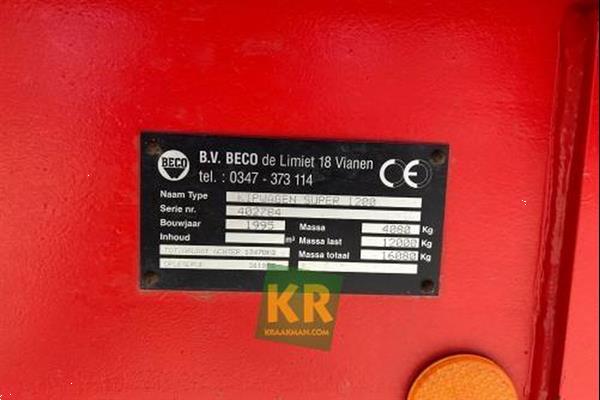 BECO
B.V. BECO de Limiet 18 Vianen
tel. : 0347 - 373 114
CE
Naam Type KIPWAGEN SUPER 1200
Serie nr. 402784
Bouwjaar 1995 Massa 4080 Kg
Inhoud m³ Massa last 12000 Kg
Massa totaal 16080 Kg
KR
KRAAKMAN.COM